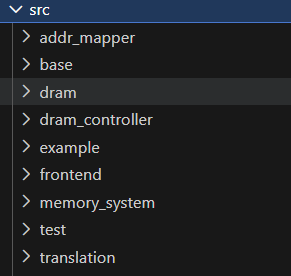 src
addr_mapper
base
dram
dram_controller
example
frontend
memory_system
test
translation